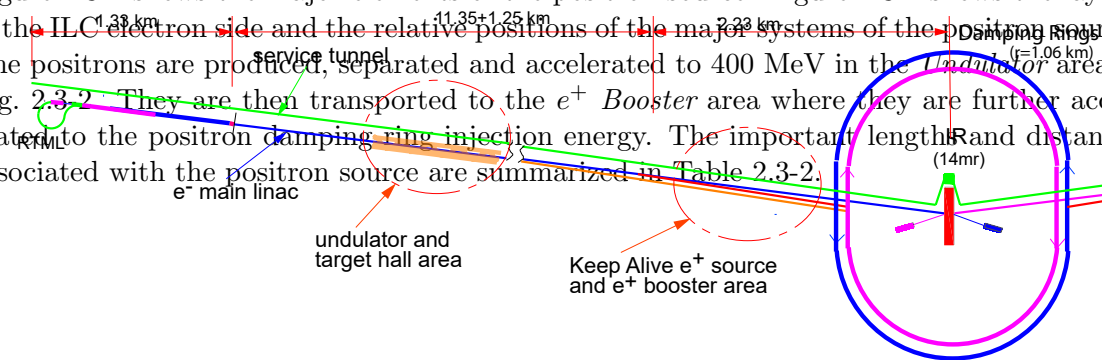 1.33 km
11.35+1.25 km
2.23 km
the ILC electron side and the relative positions of the major systems of the positron sour
Damping Rings
(r=1.06 km)
service tunnel
he positrons are produced, separated and accelerated to 400 MeV in the Undulator area
g. 2.3-2. They are then transported to the e+ Booster area where they are further acc
ated to the positron damping ring injection energy. The important lengths and distan
RTML
IR
(14mr)
sociated with the positron source are summarized in Table 2.3-2.
e- main linac
undulator and
target hall area
Keep Alive e+ source
and e+ booster area